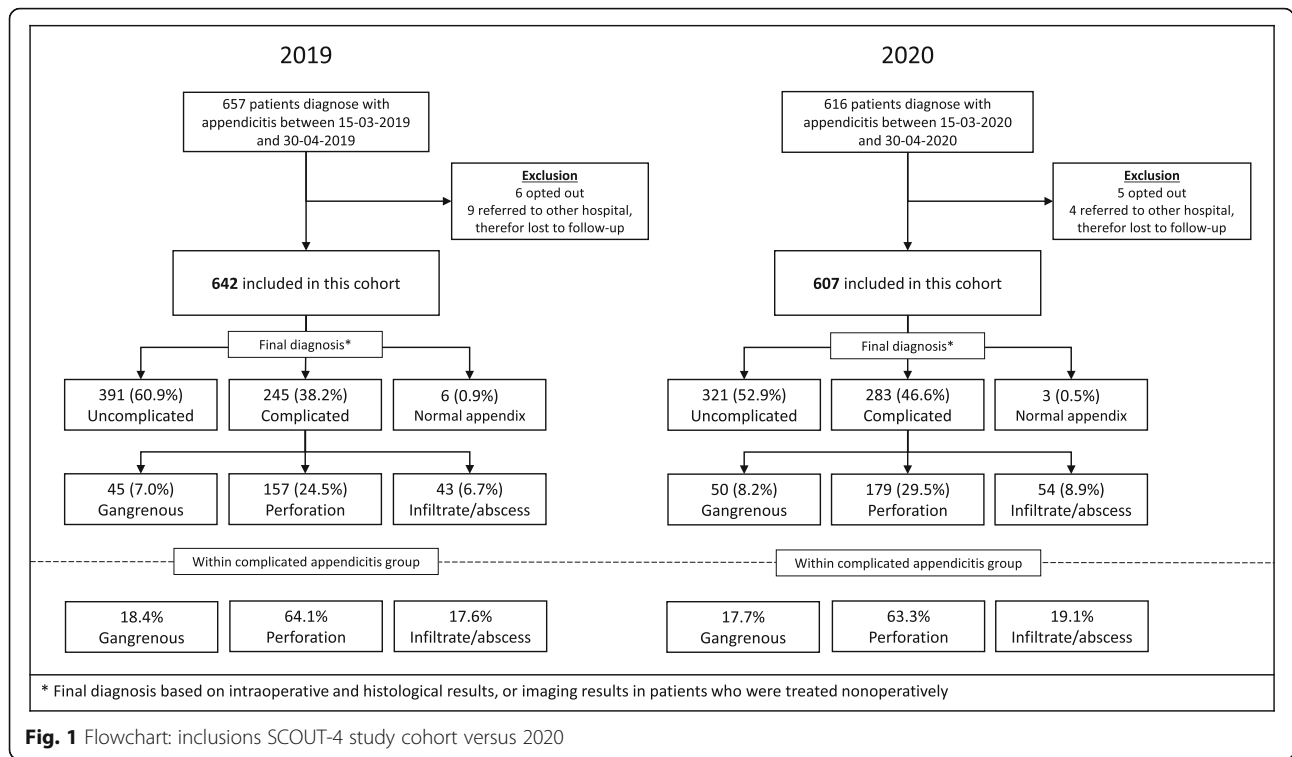 2019
657 patients diagnose with
appendicitis between 15-03-2019
and 30-04-2019
Exclusion
6 opted out
9 referred to other hospital,
therefor lost to follow-up
642 included in this cohort
Final diagnosis*
391 (60.9%)
Uncomplicated
245 (38.2%)
Complicated
6 (0.9%)
Normal appendix
45 (7.0%)
Gangrenous
157 (24.5%)
Perforation
43 (6.7%)
Infiltrate/abscess
Within complicated appendicitis group
18.4%
Gangrenous
64.1%
Perforation
17.6%
Infiltrate/abscess
2020
616 patients diagnose with
appendicitis between 15-03-2020
and 30-04-2020
Exclusion
5 opted out
4 referred to other hospital,
therefor lost to follow-up
607 included in this cohort
Final diagnosis*
321 (52.9%)
Uncomplicated
283 (46.6%)
Complicated
3 (0.5%)
Normal appendix
50 (8.2%)
Gangrenous
179 (29.5%)
Perforation
54 (8.9%)
Infiltrate/abscess
Within complicated appendicitis group
17.7%
Gangrenous
63.3%
Perforation
19.1%
Infiltrate/abscess
* Final diagnosis based on intraoperative and histological results, or imaging results in patients who were treated nonoperatively
Fig. 1 Flowchart: inclusions SCOUT-4 study cohort versus 2020